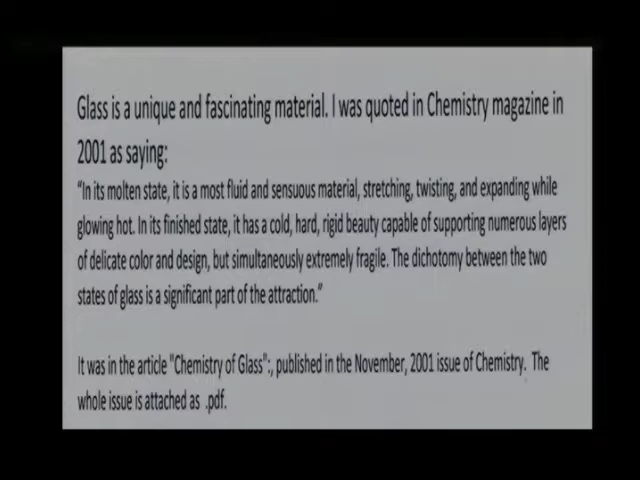 Glass is a unique and fascinating material. I was quoted in Chemistry magazine in
2001 as saying:
“In its molten state, it is a most fluid and sensuous material, stretching, twisting, and expanding while
glowing hot. In its finished state, it has a cold, hard, rigid beauty capable of supporting numerous layers
of delicate color and design, but simultaneously extremely fragile. The dichotomy between the two
states of glass is a significant part of the attraction.”
It was in the article "Chemistry of Glass":, published in the November, 2001 issue of Chemistry. The
whole issue is attached as .pdf.